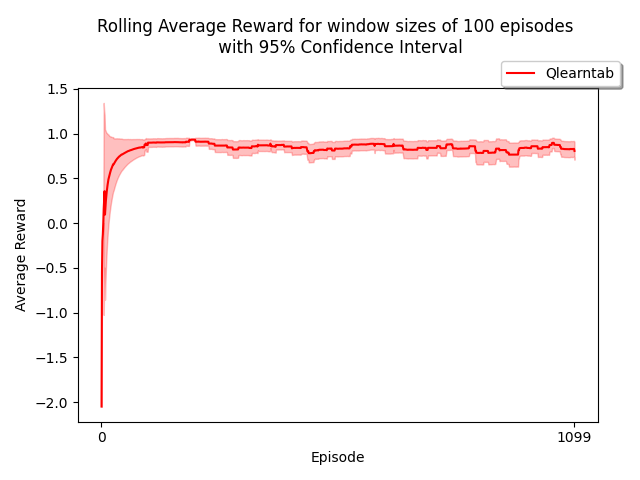 Rolling Average Reward for window sizes of 100 episodes
with 95% Confidence Interval
Qlearntab
1.5
1.0
0.5
0.0
−0.5
−1.0
−1.5
−2.0
Average Reward
0
1099
Episode